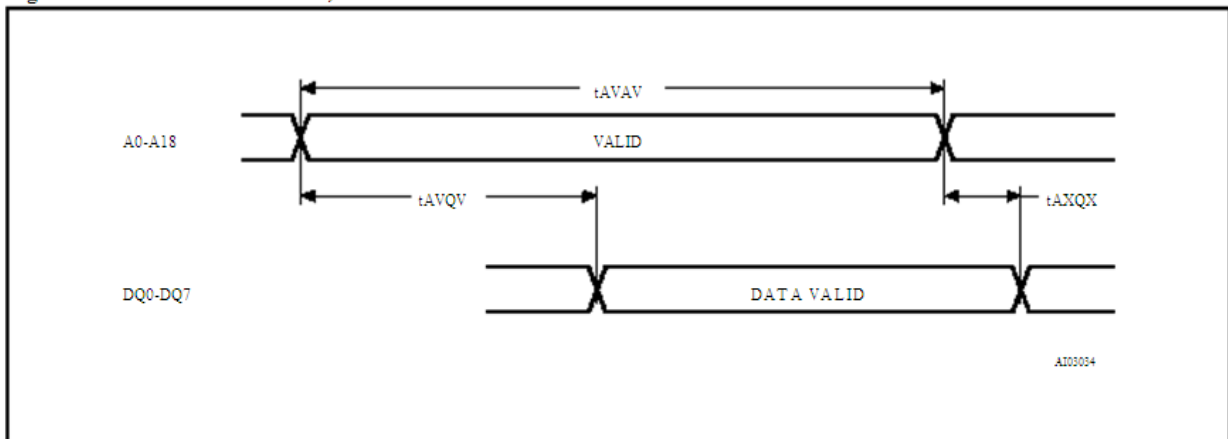 tAVAV
A0-A18
VALID
tAVQV
tAXQX
DQ0-DQ7
DATA VALID
AI03034